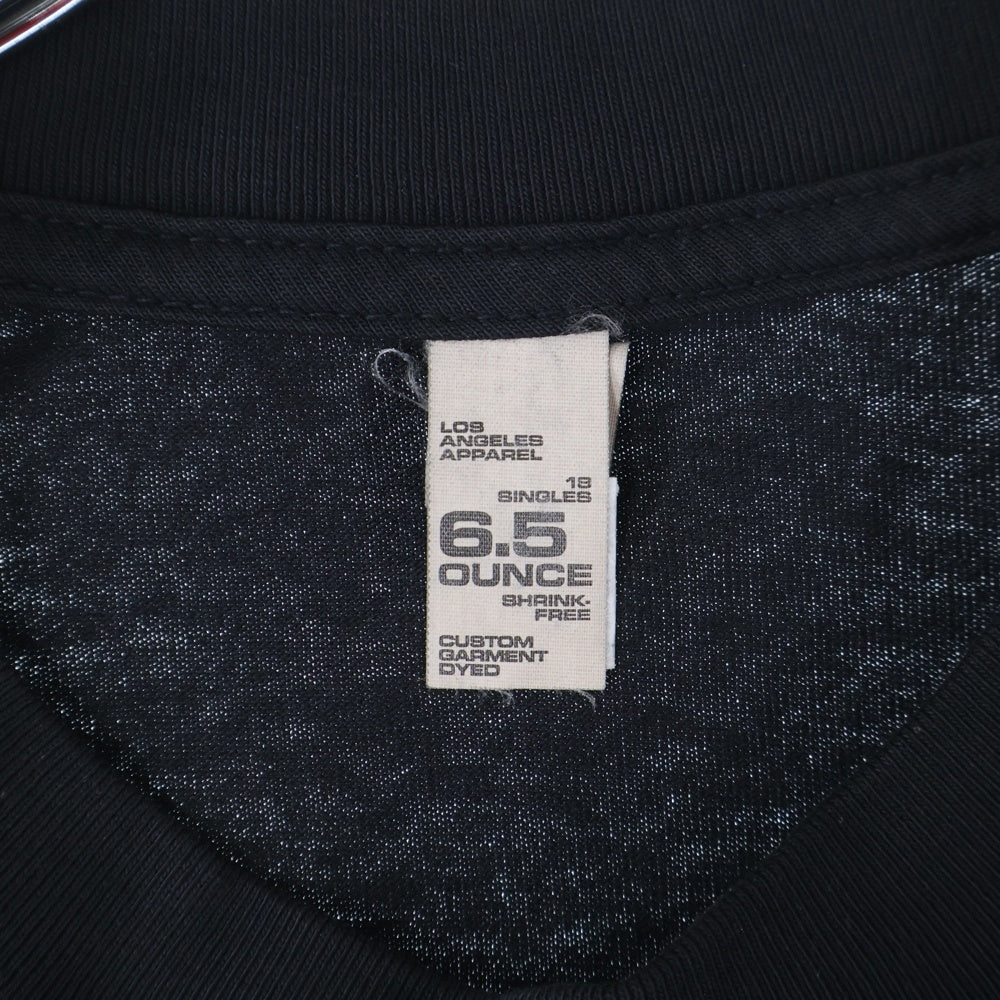 LOS
ANGELES
APPAREL
18
SINGLES
6.5
OUNCE
SHRINK-
FREE
CUSTOM
GARMENT
DYED